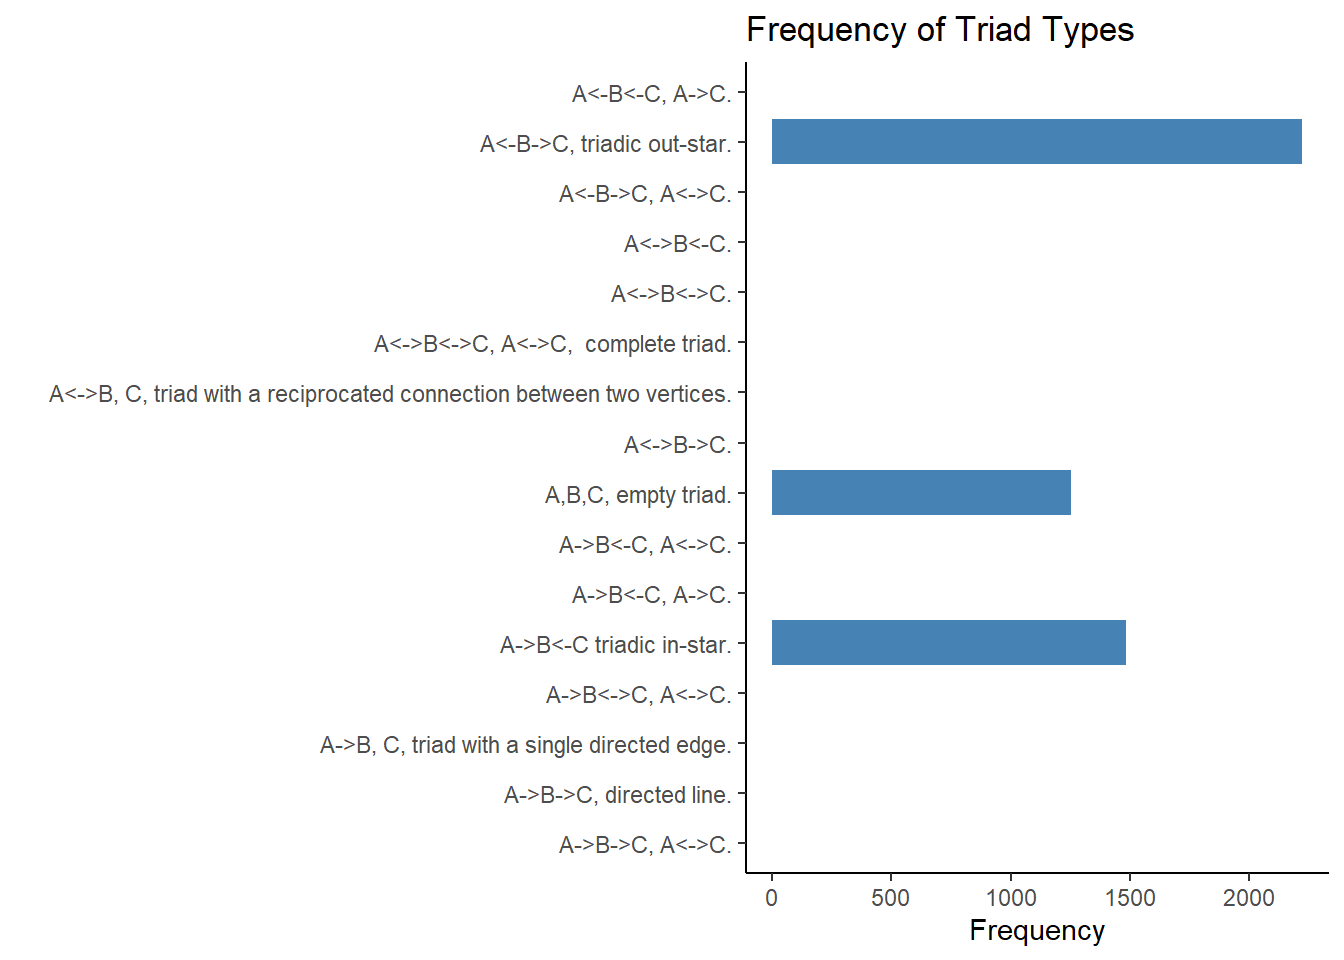 Frequency of Triad Types
A<-B<-C, A->C.
A<-B->C, triadic out-star.
A<-B->C, A<->C.
A<->B<-C.
A<->B<->C.
A<->B<->C, A<->C,  complete triad.
A<->B, C, triad with a reciprocated connection between two vertices.
A<->B->C.
A,B,C, empty triad.
A->B<-C, A<->C.
A->B<-C, A->C.
A->B<-C triadic in-star.
A->B<->C, A<->C.
A->B, C, triad with a single directed edge.
A->B->C, directed line.
A->B->C, A<->C.
0 500 1000 1500 2000
Frequency